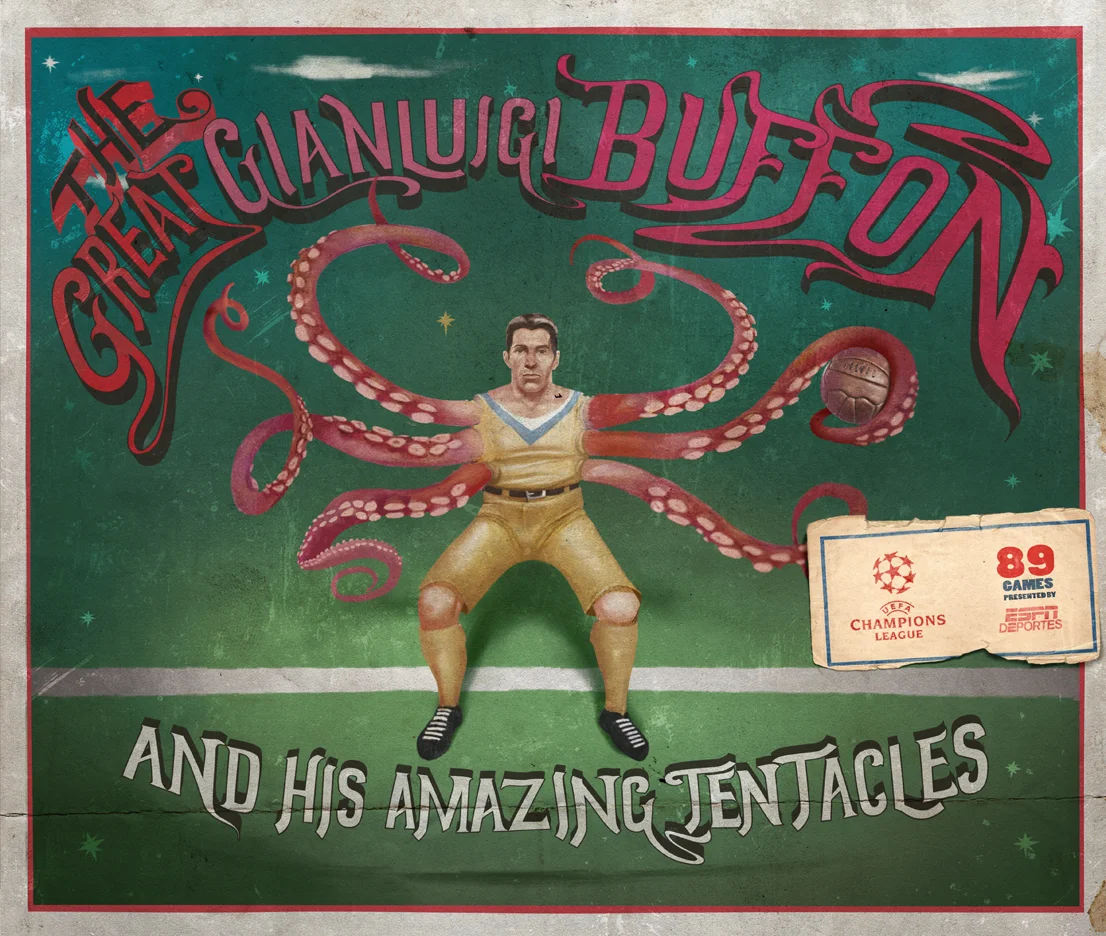 THE
GREAT
GIANLUIGI BUFFON
AND HIS AMAZING TENTACLES
UEFA
CHAMPIONS
LEAGUE
89
GAMES
PRESENTED BY
ESPN
DEPORTES